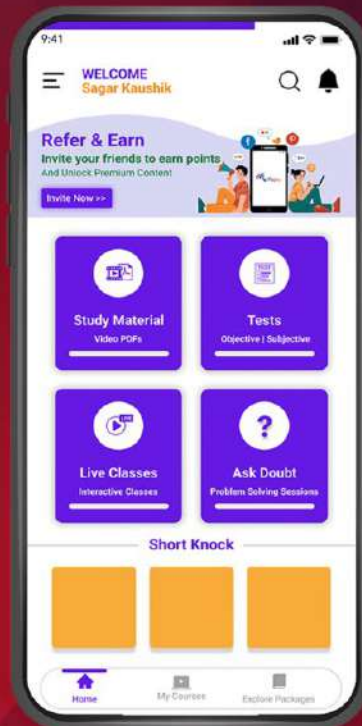 9:41
WELCOME
Sagar Kaushik
Refer & Earn
Invite your friends to earn points
And Unlock Premium Content
Invite Now >>
Study Material
Video PDFs
Tests
Objective | Subjective
Live Classes
Interactive Classes
Ask Doubt
Problem Solving Sessions
Short Knock
Home
My Courses
Explore Packages